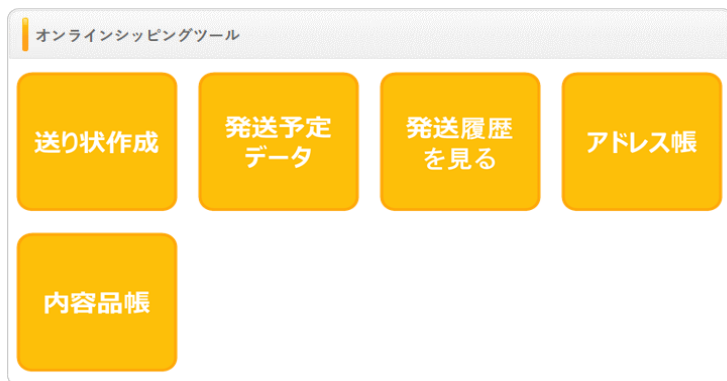 オンラインシッピングツール
送り状作成
発送予定
データ
発送履歴
を見る
アドレス帳
内容品帳